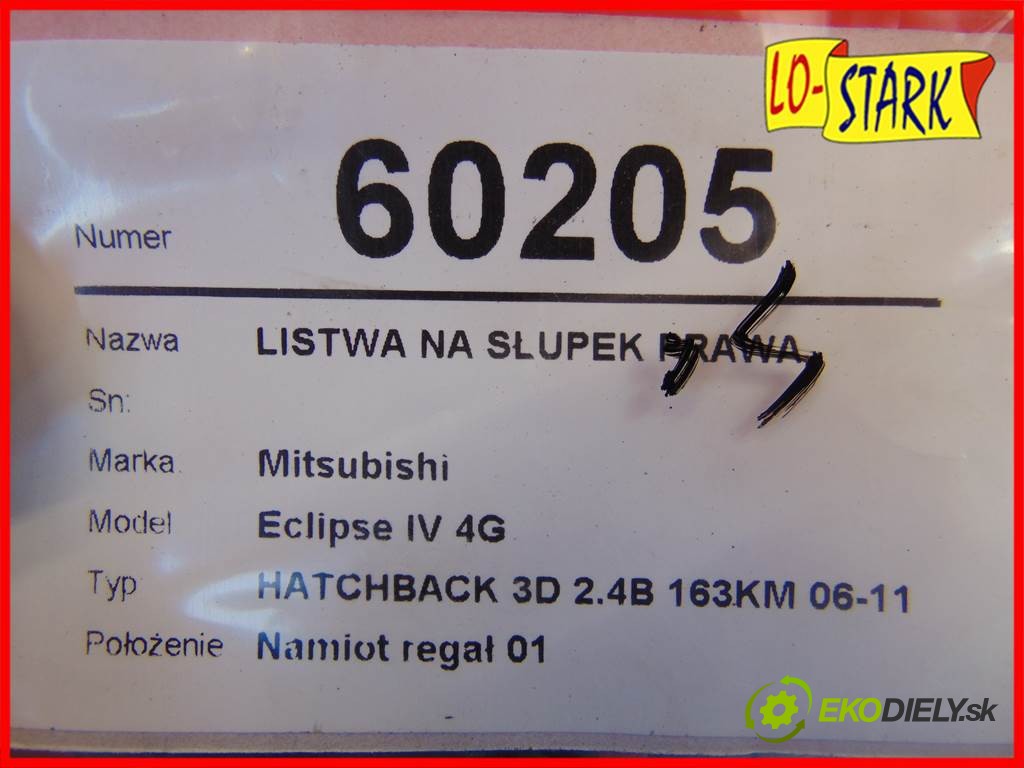 LO-STARK
Numer 60205
Nazwa LISTWA NA SŁUPEK PRAWA
Sn:
Marka Mitsubishi
Model Eclipse IV 4G
Typ HATCHBACK 3D 2.4B 163KM 06-11
Położenie Namiot regał 01
EKODIELY.sk